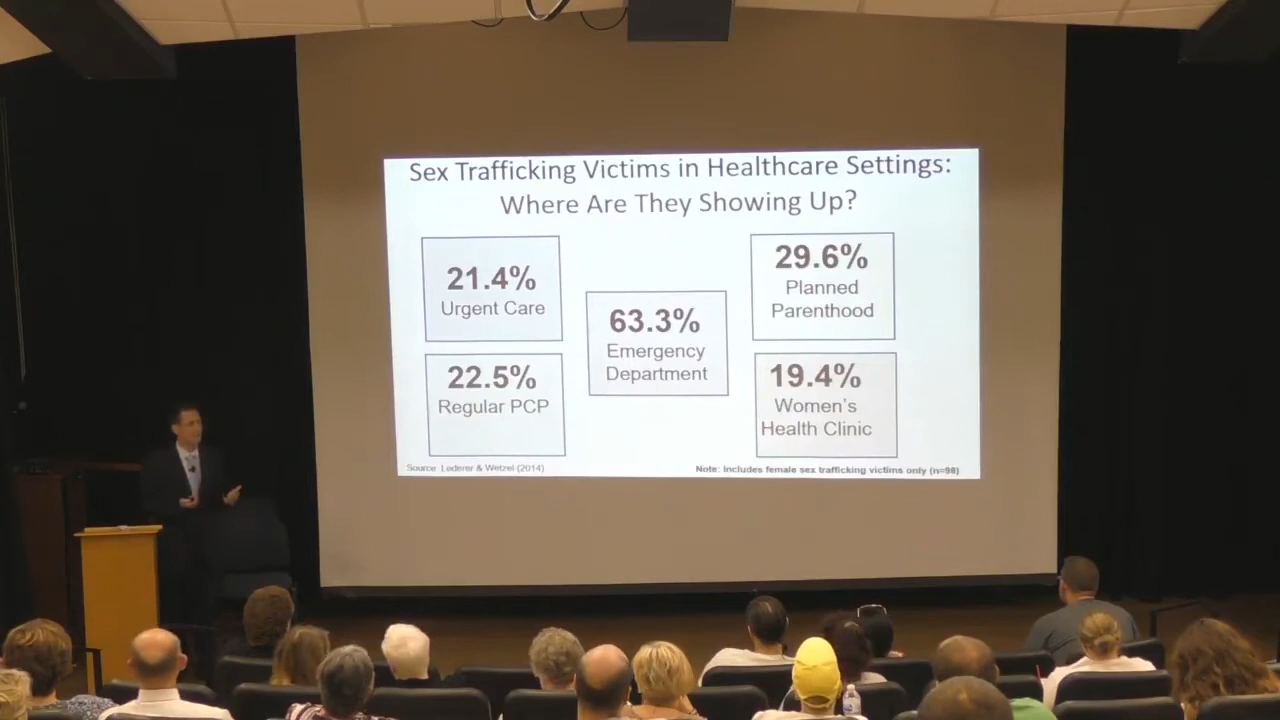 Sex Trafficking Victims in Healthcare Settings:
Where Are They Showing Up?
21.4%
Urgent Care
22.5%
Regular PCP
63.3%
Emergency
Department
29.6%
Planned
Parenthood
19.4%
Women's
Health Clinic
Source: Lederer & Wetzel (2014)
Note: Includes female sex trafficking victims only (n=98)